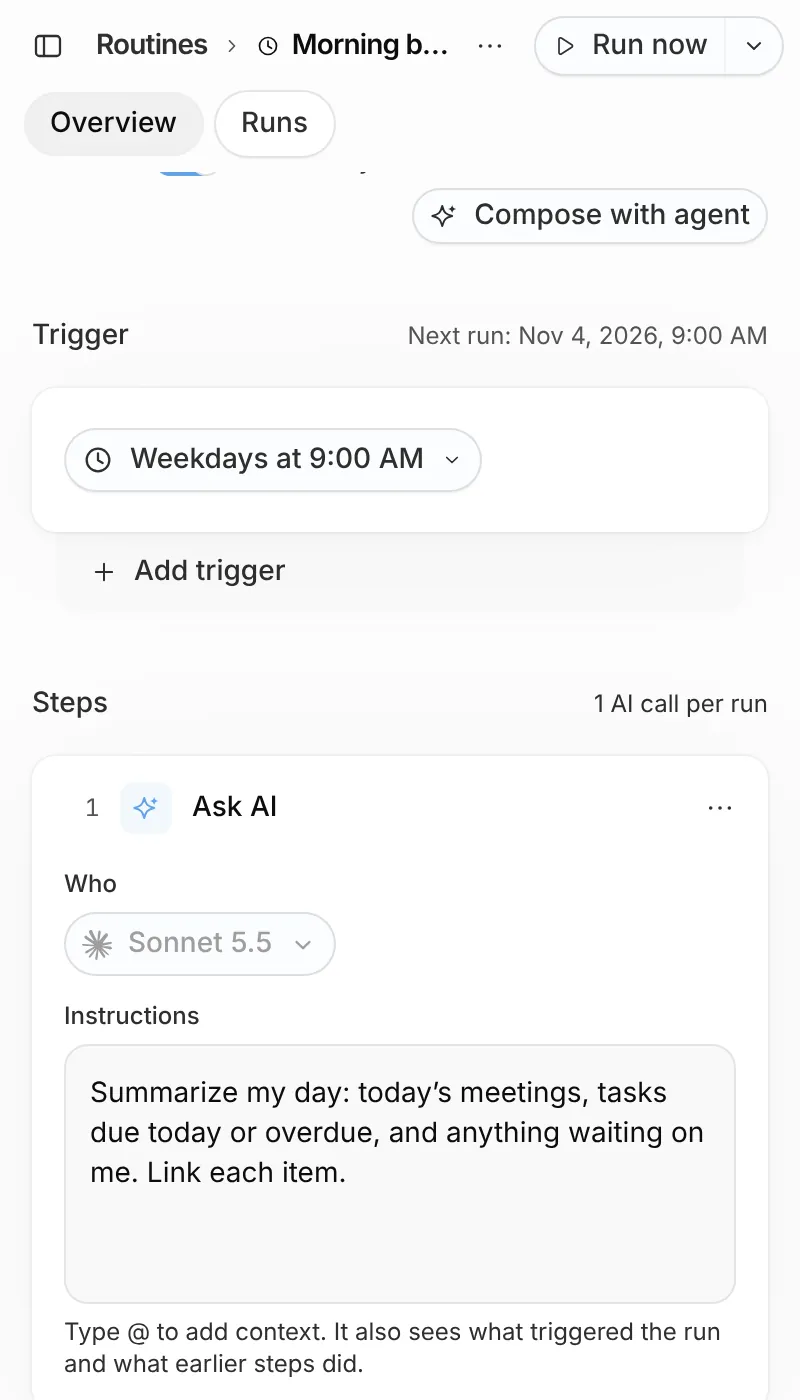 Routines
Morning b...
Run now
Overview
Runs
Compose with agent
Trigger
Next run: Nov 4, 2026, 9:00 AM
Weekdays at 9:00 AM
Add trigger
Steps
1 AI call per run
1
Ask AI
Who
Sonnet 5.5
Instructions
Summarize my day: today’s meetings, tasks
due today or overdue, and anything waiting on
me. Link each item.
Type @ to add context. It also sees what triggered the run
and what earlier steps did.